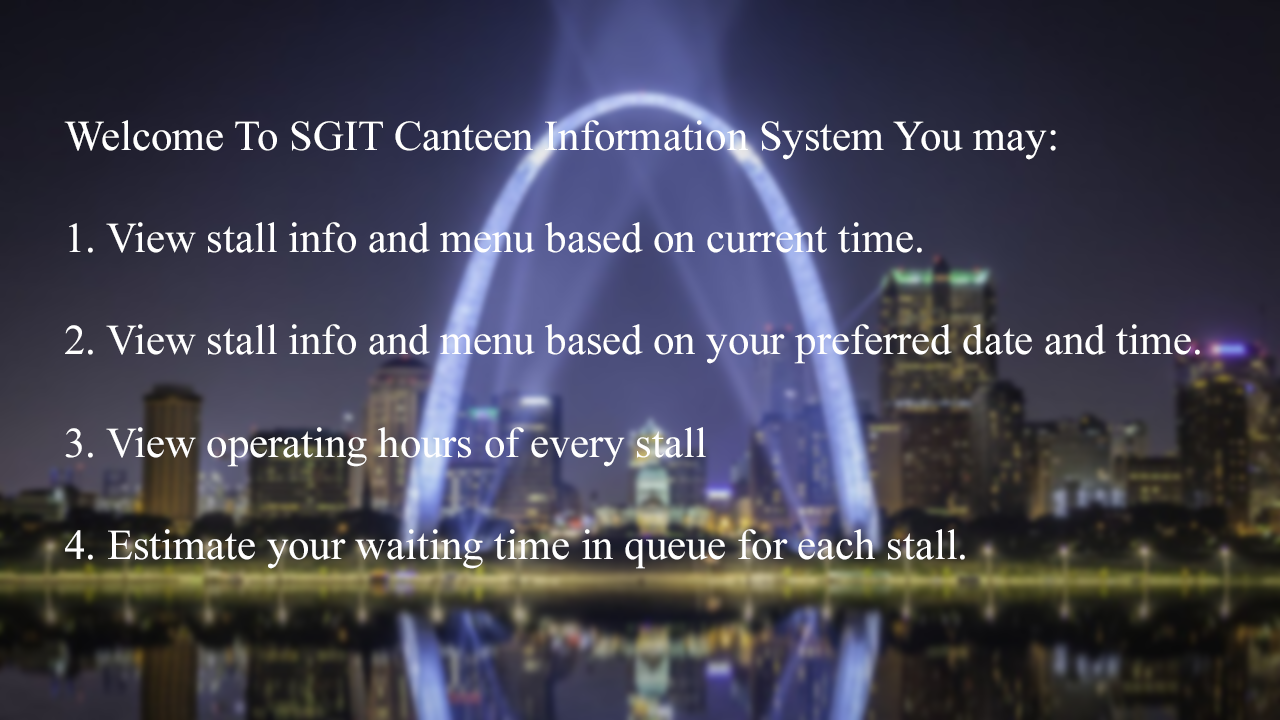 Welcome To SGIT Canteen Information System You may:
1. View stall info and menu based on current time.
2. View stall info and menu based on your preferred date and time.
3. View operating hours of every stall
4. Estimate your waiting time in queue for each stall.